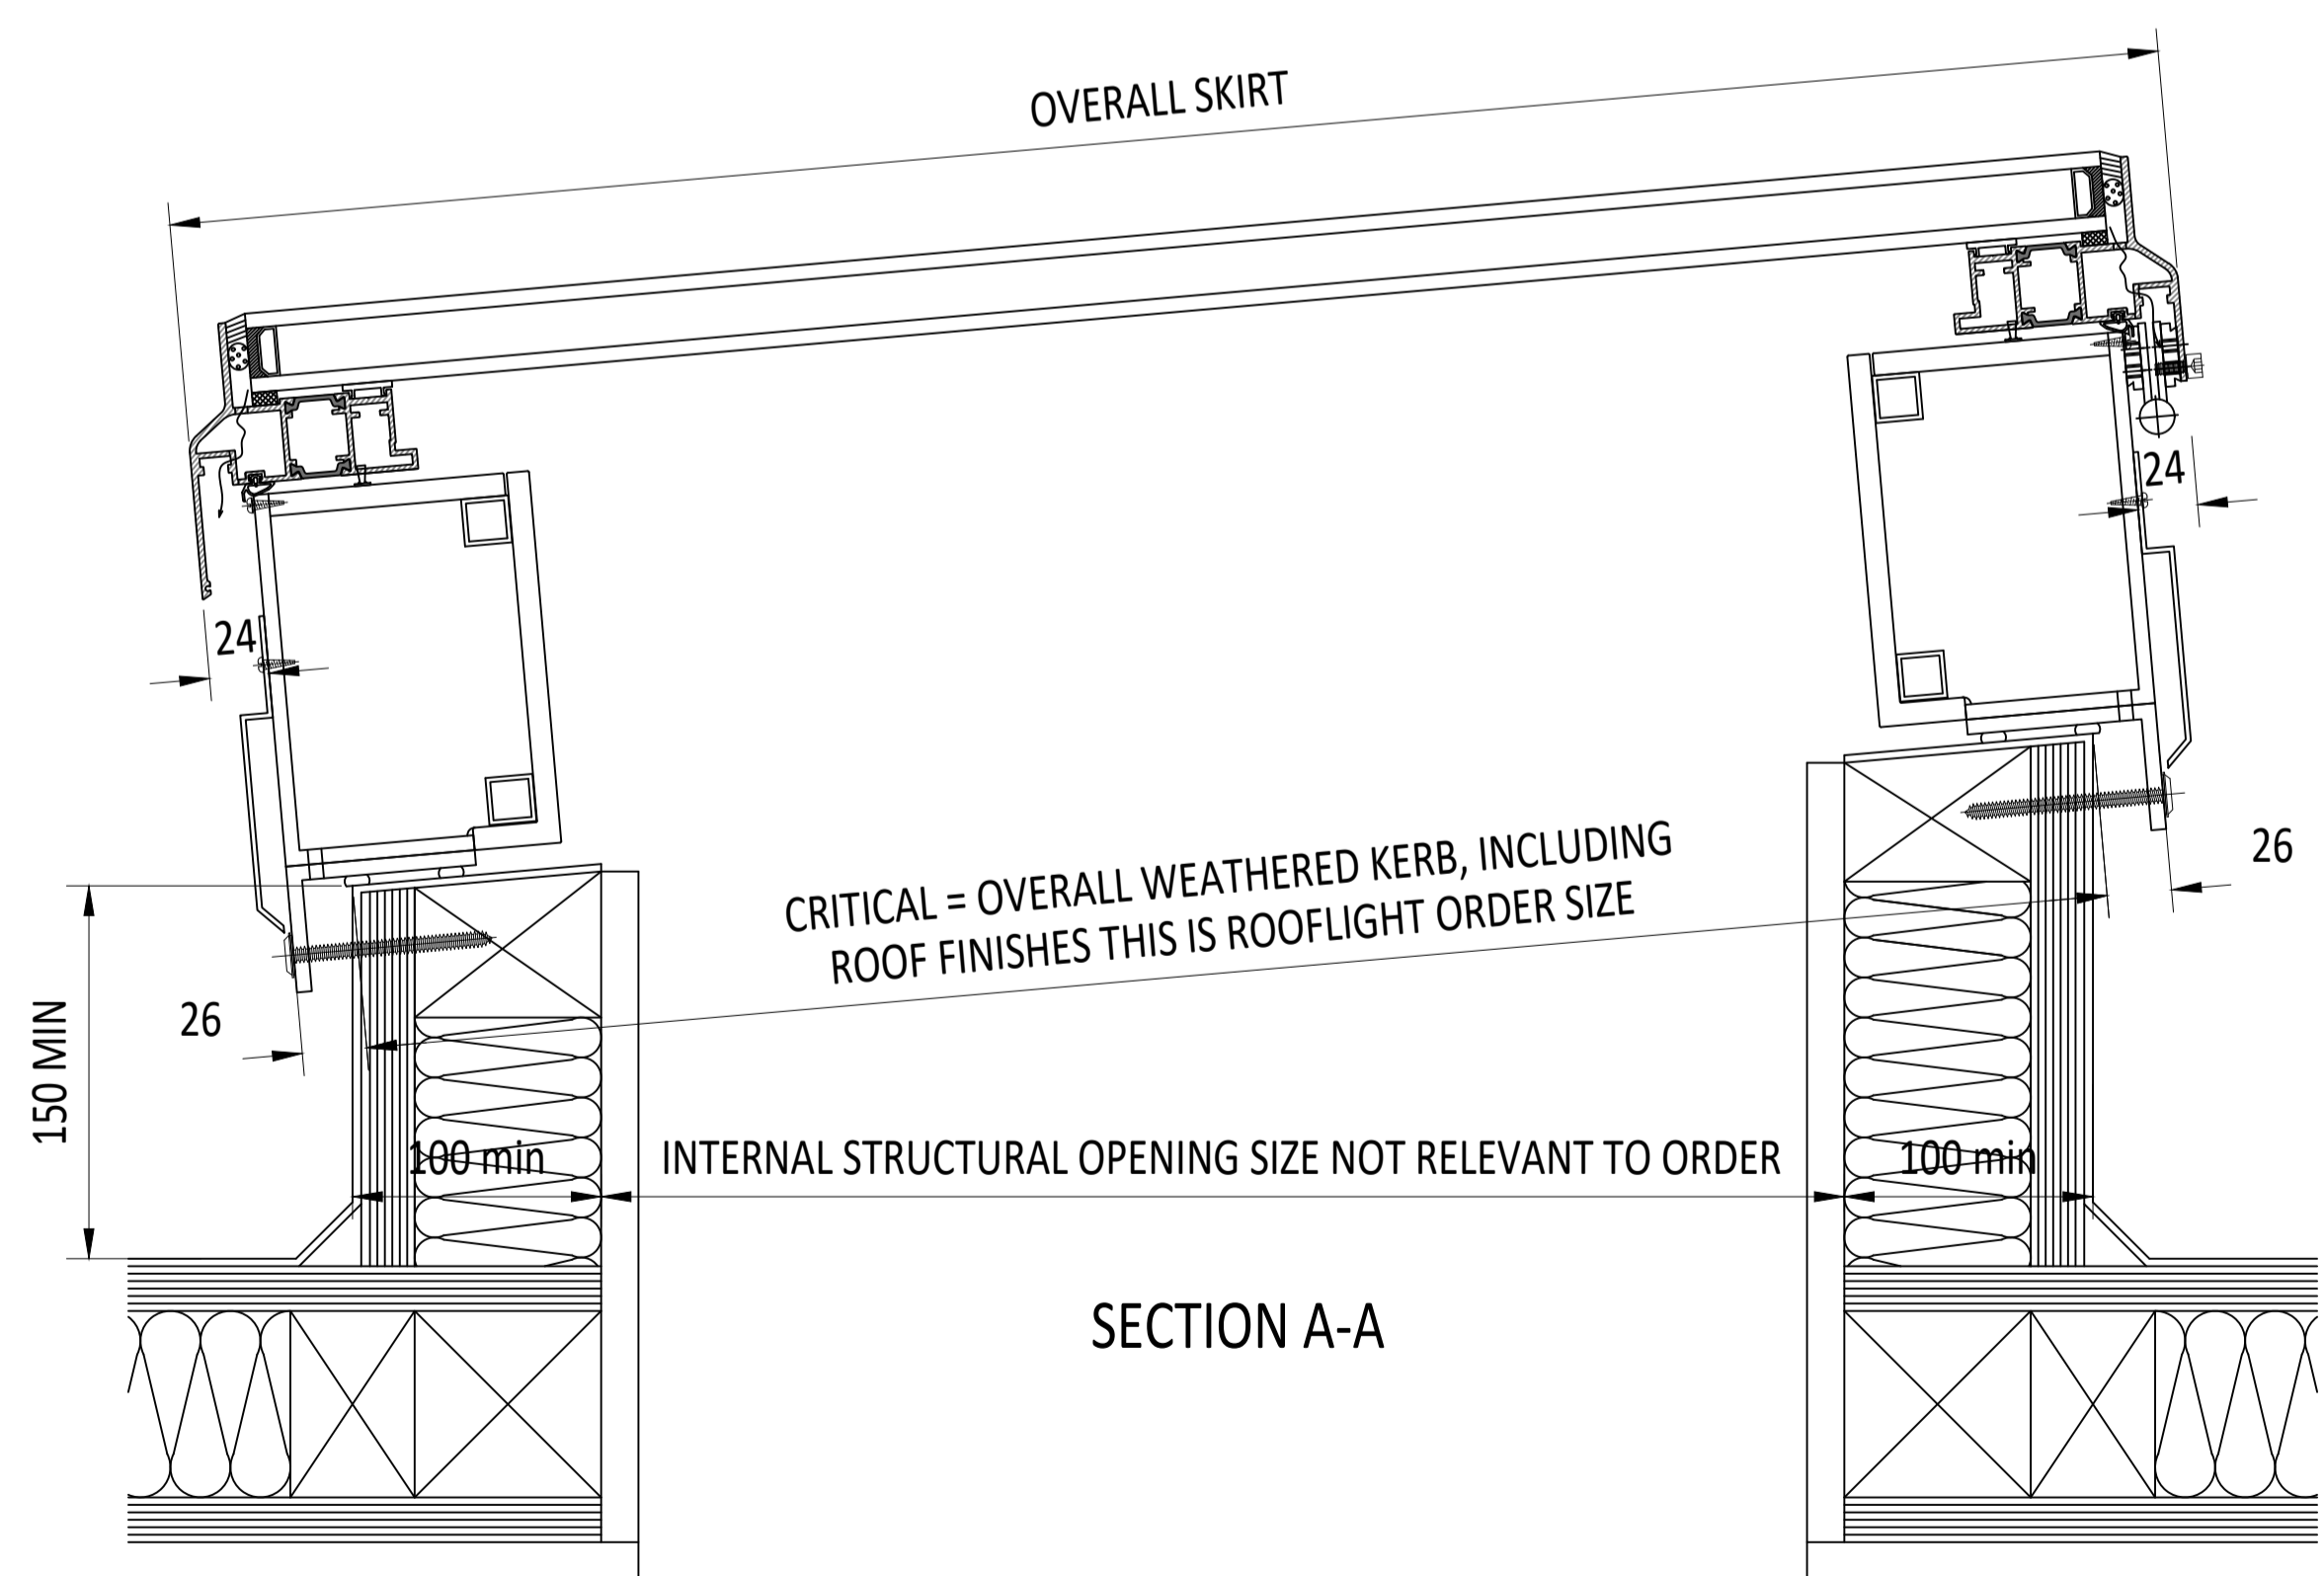 OVERALL SKIRT
24
24
CRITICAL = OVERALL WEATHERED KERB, INCLUDING
ROOF FINISHES THIS IS ROOFLIGHT ORDER SIZE
26
26
150 MIN
100 min
INTERNAL STRUCTURAL OPENING SIZE NOT RELEVANT TO ORDER
100 min
SECTION A-A